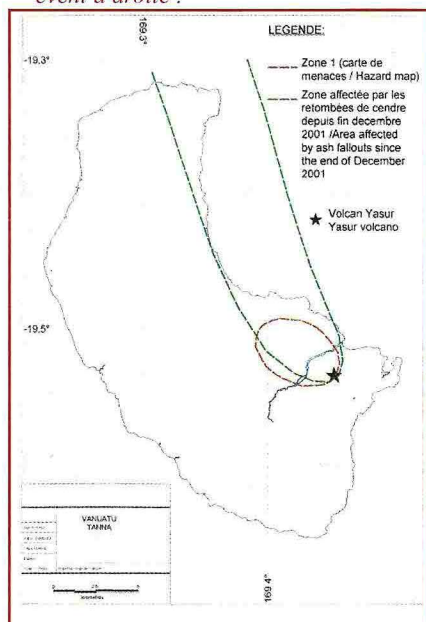 évent à droite :
169.3°
LEGENDE:
-19.3°
Zone 1 (carte de
menaces / Hazard map)
Zone affectée par les
retombées de cendre
depuis fin decembre
2001 /Area affected
by ash fallouts since
the end of December
2001
Volcan Yasur
Yasur volcano
-19.5°
VANUATU
TANNA
169.4°